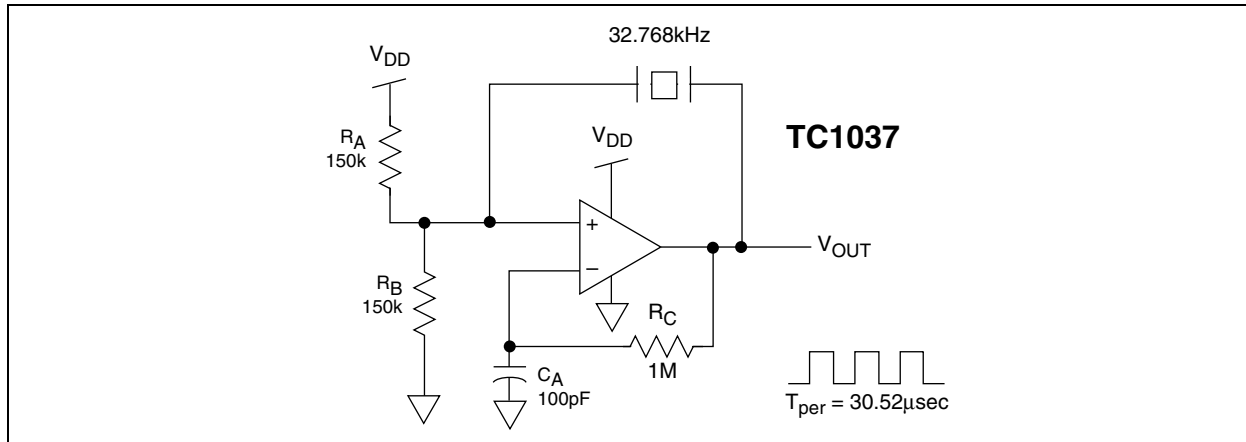 32.768kHz
VDD
RA
150k
VDD
TC1037
+
−
VOUT
RB
150k
RC
1M
CA
100pF
Tper = 30.52µsec